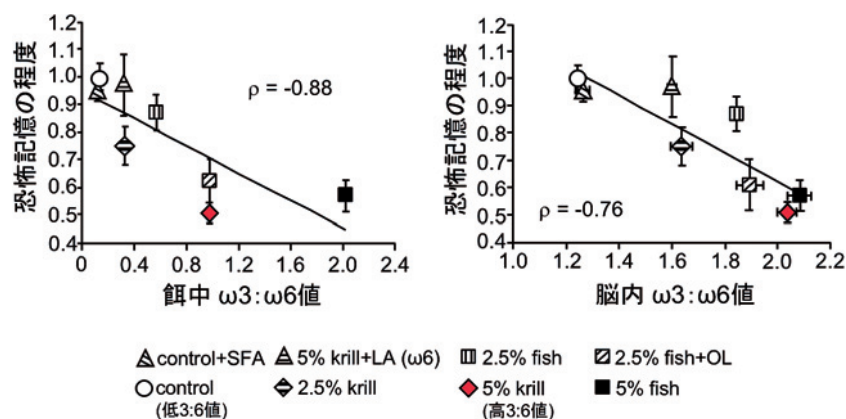 恐怖記憶の程度
1.1
1.0
0.9
0.8
0.7
0.6
0.5
0.4
ρ = -0.88
0 0.4 0.8 1.2 1.6 2.0 2.4
餌中 ω3：ω6値
恐怖記憶の程度
1.1
1.0
0.9
0.8
0.7
0.6
0.5
0.4
ρ = -0.76
1.0 1.2 1.4 1.6 1.8 2.0 2.2
脳内 ω3：ω6値
control+SFA 5% krill+LA (ω6) 2.5% fish 2.5% fish+OL
control 2.5% krill 5% krill 5% fish
(低3:6値) (高3:6値)